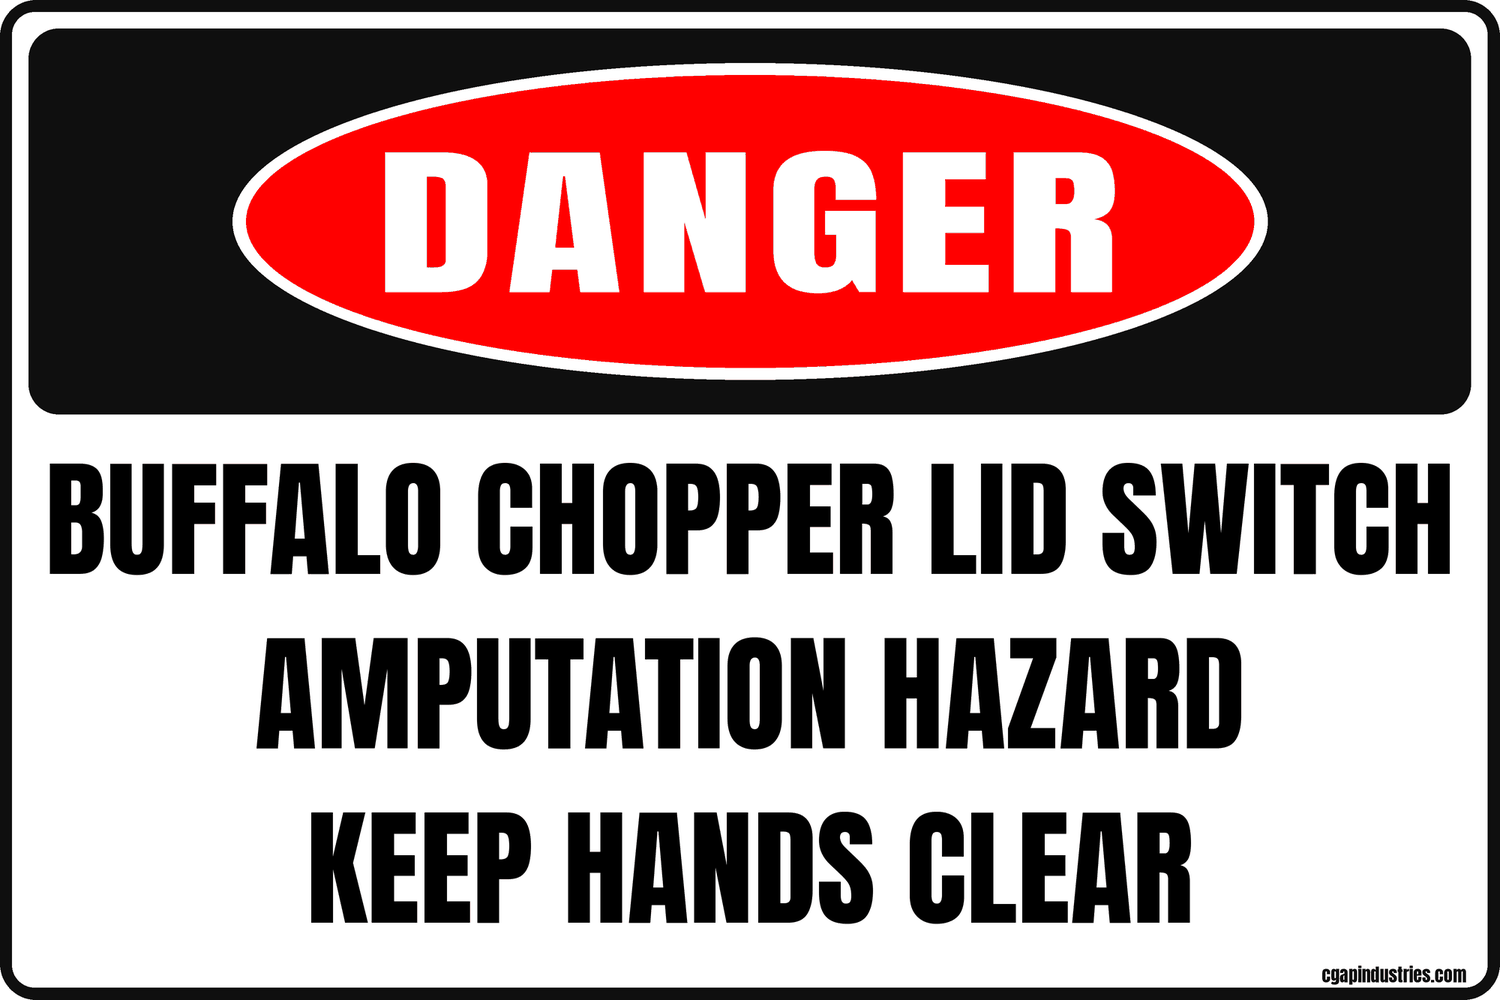 DANGER
BUFFALO CHOPPER LID SWITCH
AMPUTATION HAZARD
KEEP HANDS CLEAR
cgapindustries.com